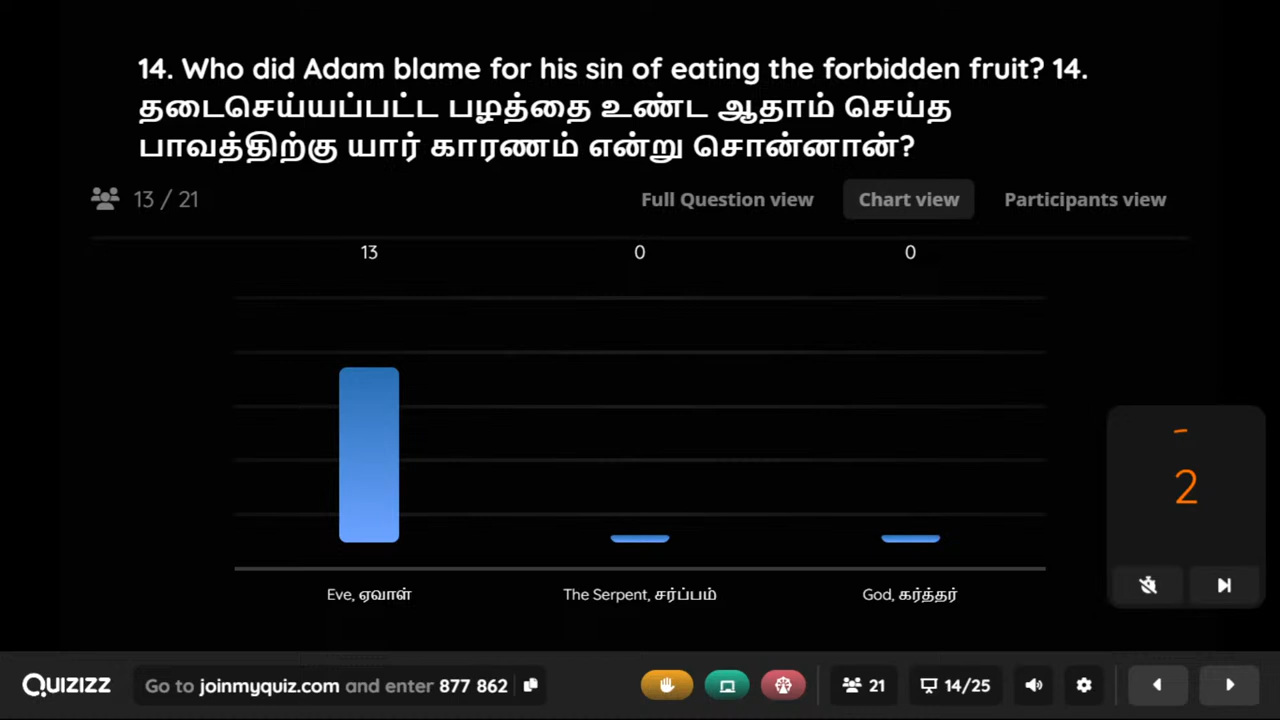 14. Who did Adam blame for his sin of eating the forbidden fruit? 14.
தடைசெய்யப்பட்ட பழத்தை உண்ட ஆதாம் செய்த
பாவத்திற்கு யார் காரணம் என்று சொன்னான்?
13 / 21
Full Question view
Chart view
Participants view
13
0
0
2
Eve, ஏவாள்
The Serpent, சர்ப்பம்
God, கர்த்தர்
QUIZIZZ
Go to joinmyquiz.com and enter 877 862
21
14/25